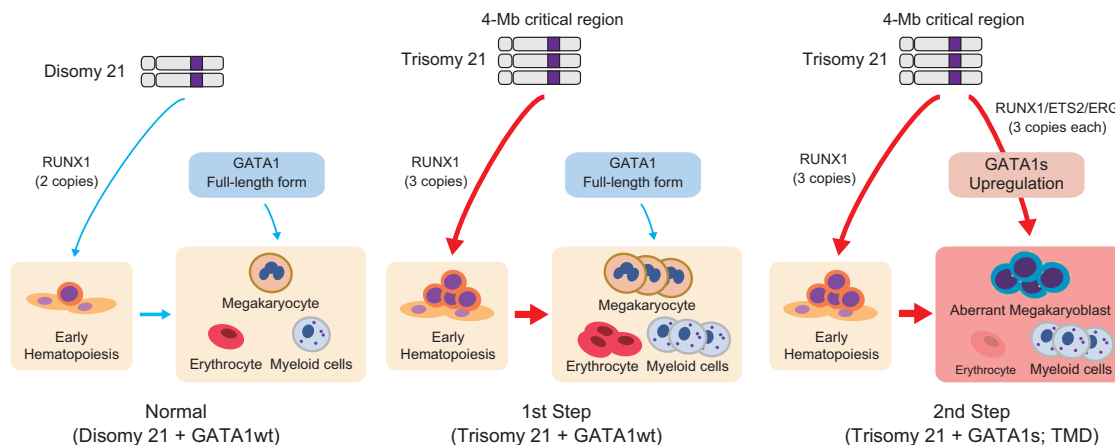 Disomy 21
RUNX1
(2 copies)
GATA1
Full-length form
Early
Hematopoiesis
Megakaryocyte
Erythrocyte
Myeloid cells
Normal
(Disomy 21 + GATA1wt)
4-Mb critical region
Trisomy 21
RUNX1
(3 copies)
GATA1
Full-length form
Early
Hematopoiesis
Megakaryocyte
Erythrocyte
Myeloid cells
1st Step
(Trisomy 21 + GATA1wt)
4-Mb critical region
Trisomy 21
RUNX1/ETS2/ERG
(3 copies each)
RUNX1
(3 copies)
GATA1s
Upregulation
Early
Hematopoiesis
Aberrant Megakaryoblast
Erythrocyte
Myeloid cells
2nd Step
(Trisomy 21 + GATA1s; TMD)